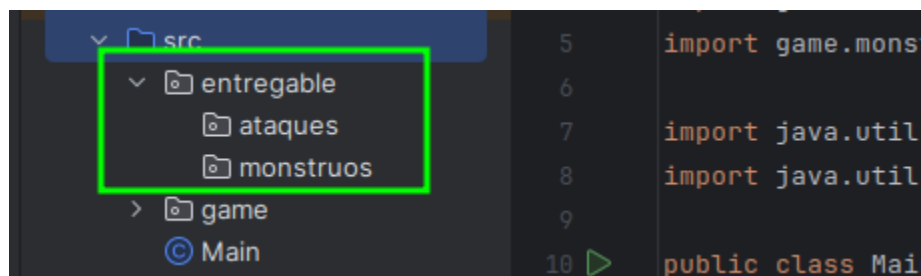 src
entregable
ataques
monstruos
game
Main
5 import game.mons
6
7 import java.util
8 import java.util
9
10 public class Mai